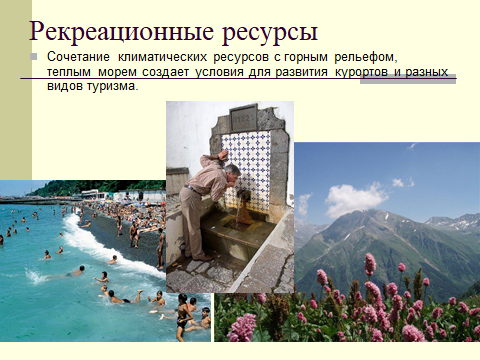 Рекреационные ресурсы
Сочетание климатических ресурсов с горным рельефом,
теплым морем создает условия для развития курортов и разных
видов туризма.